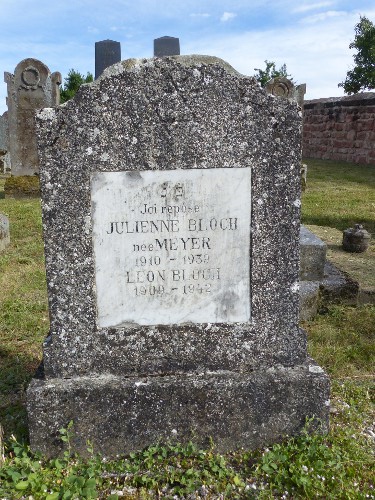 Ici repose
JULIENNE BLOCH
née MEYER
1910 - 1939
LEON BLOCH
1909 - 1942